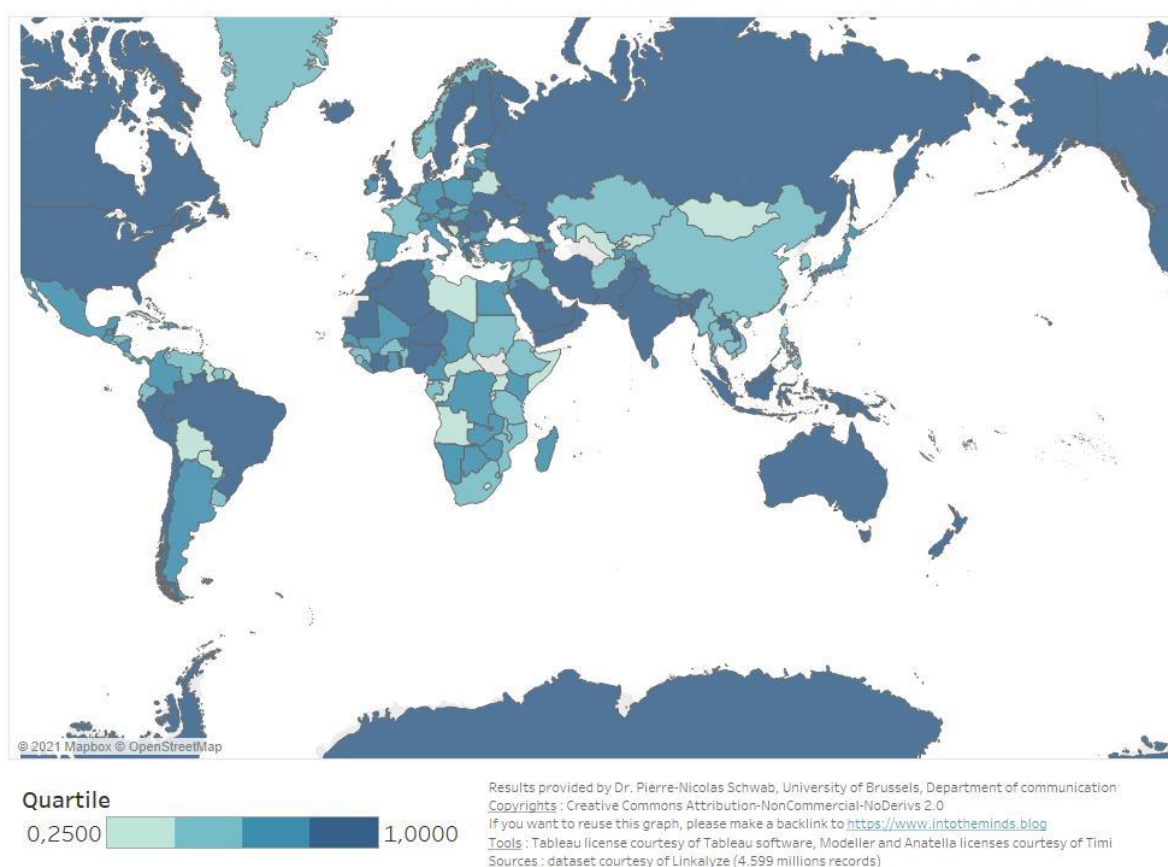 © 2021 Mapbox © OpenStreetMap
Quartile
0,2500
1,0000
Results provided by Dr. Pierre-Nicolas Schwab, University of Brussels, Department of communication
Copyrights : Creative Commons Attribution-NonCommercial-NoDerivs 2.0
If you want to reuse this graph, please make a backlink to https://www.intotheminds.blog
Tools : Tableau license courtesy of Tableau software, Modeller and Anatella licenses courtesy of Timi
Sources : dataset courtesy of Linkalyze (4.599 millions records)